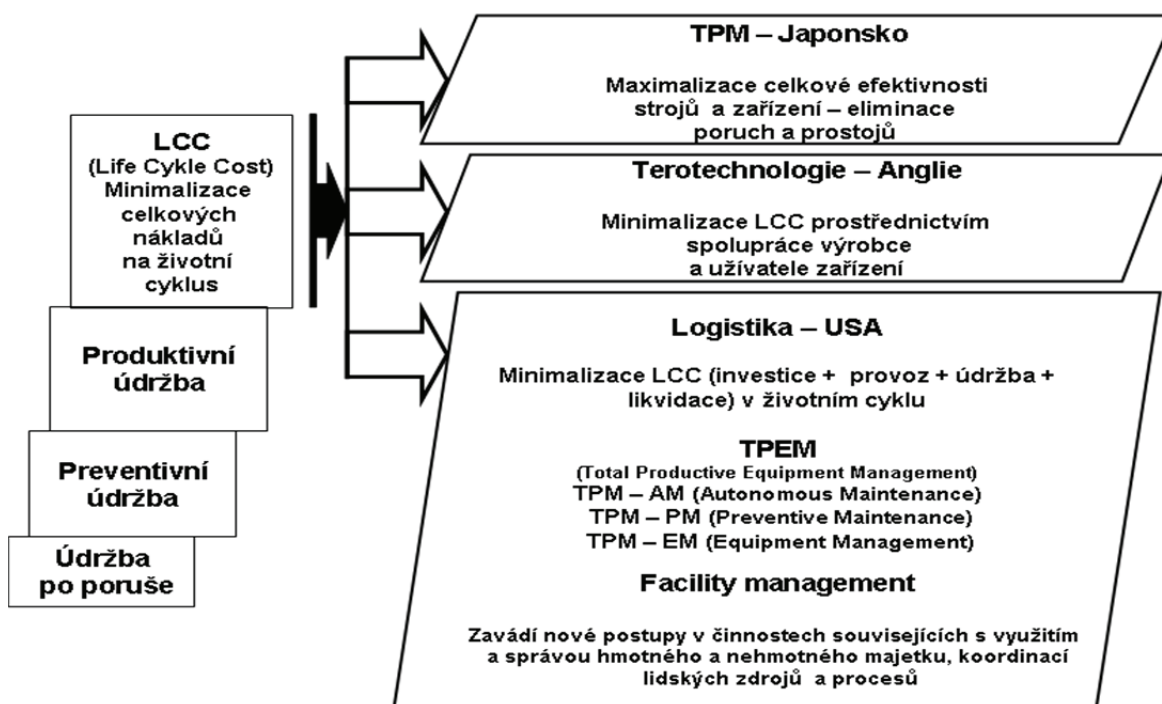 LCC
(Life Cykle Cost)
Minimalizace
celkových
nákladů
na životní
cyklus
Produktivní
údržba
Preventivní
údržba
Údržba
po poruše
TPM – Japonsko
Maximalizace celkové efektivnosti
strojů a zařízení – eliminace
poruch a prostojů
Terotechnologie – Anglie
Minimalizace LCC prostřednictvím
spolupráce výrobce
a užívatele zařízení
Logistika – USA
Minimalizace LCC (investice + provoz + údržba +
likvidace) v životním cyklu
TPEM
(Total Productive Equipment Management)
TPM – AM (Autonomous Maintenance)
TPM – PM (Preventive Maintenance)
TPM – EM (Equipment Management)
Facility management
Zavádí nové postupy v činnostech souvisejících s využitím
a správou hmotného a nehmotného majetku, koordinací
lidských zdrojů a procesů